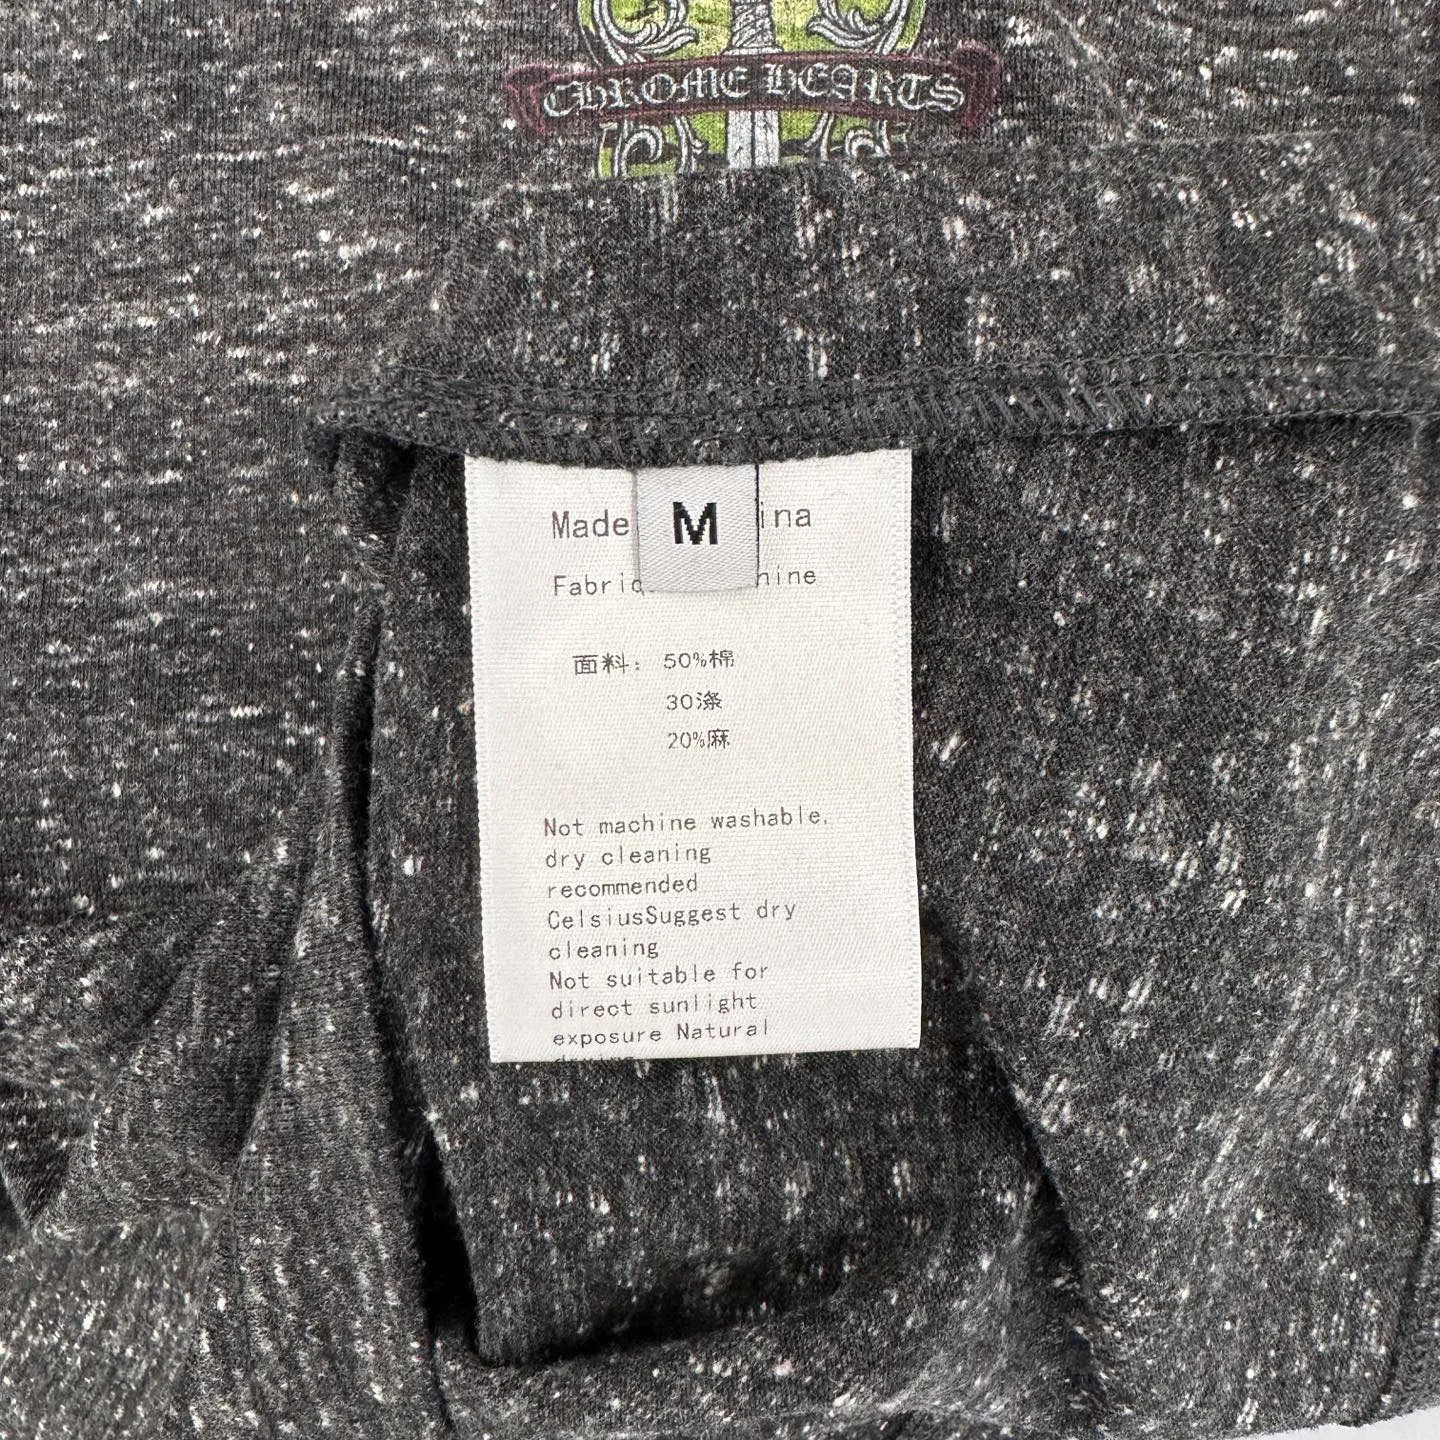 CHROME HEARTS
M
Made ina
Fabric hine
面料: 50%棉
30涤
20%麻
Not machine washable.
dry cleaning
recommended
CelsiusSuggest dry
cleaning
Not suitable for
direct sunlight
exposure Natural